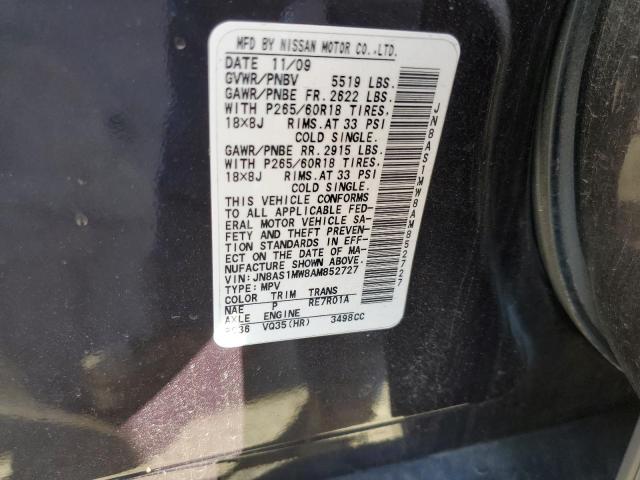 MFD BY NISSAN MOTOR CO.,LTD.
DATE 11/09
GVWR/PNBV 5519 LBS.
GAWR/PNBE FR. 2622 LBS.
WITH P265/60R18 TIRES.
18×8J RIMS.AT 33 PSI
COLD SINGLE.
GAWR/PNBE RR. 2915 LBS.
WITH P265/60R18 TIRES.
18×8J RIMS.AT 33 PSI
COLD SINGLE.
THIS VEHICLE CONFORMS
TO ALL APPLICABLE FED-
ERAL MOTOR VEHICLE SA-
FETY AND THEFT PREVEN-
TION STANDARDS IN EFF-
ECT ON THE DATE OF MA-
NUFACTURE SHOWN ABOVE.
VIN: JN8AS1MW8AM852727
TYPE: MPV
COLOR TRIM TRANS
NAE P RE7R01A
AXLE ENGINE
VQ35(HR) 3498CC
JN8AS1MW8AM852727